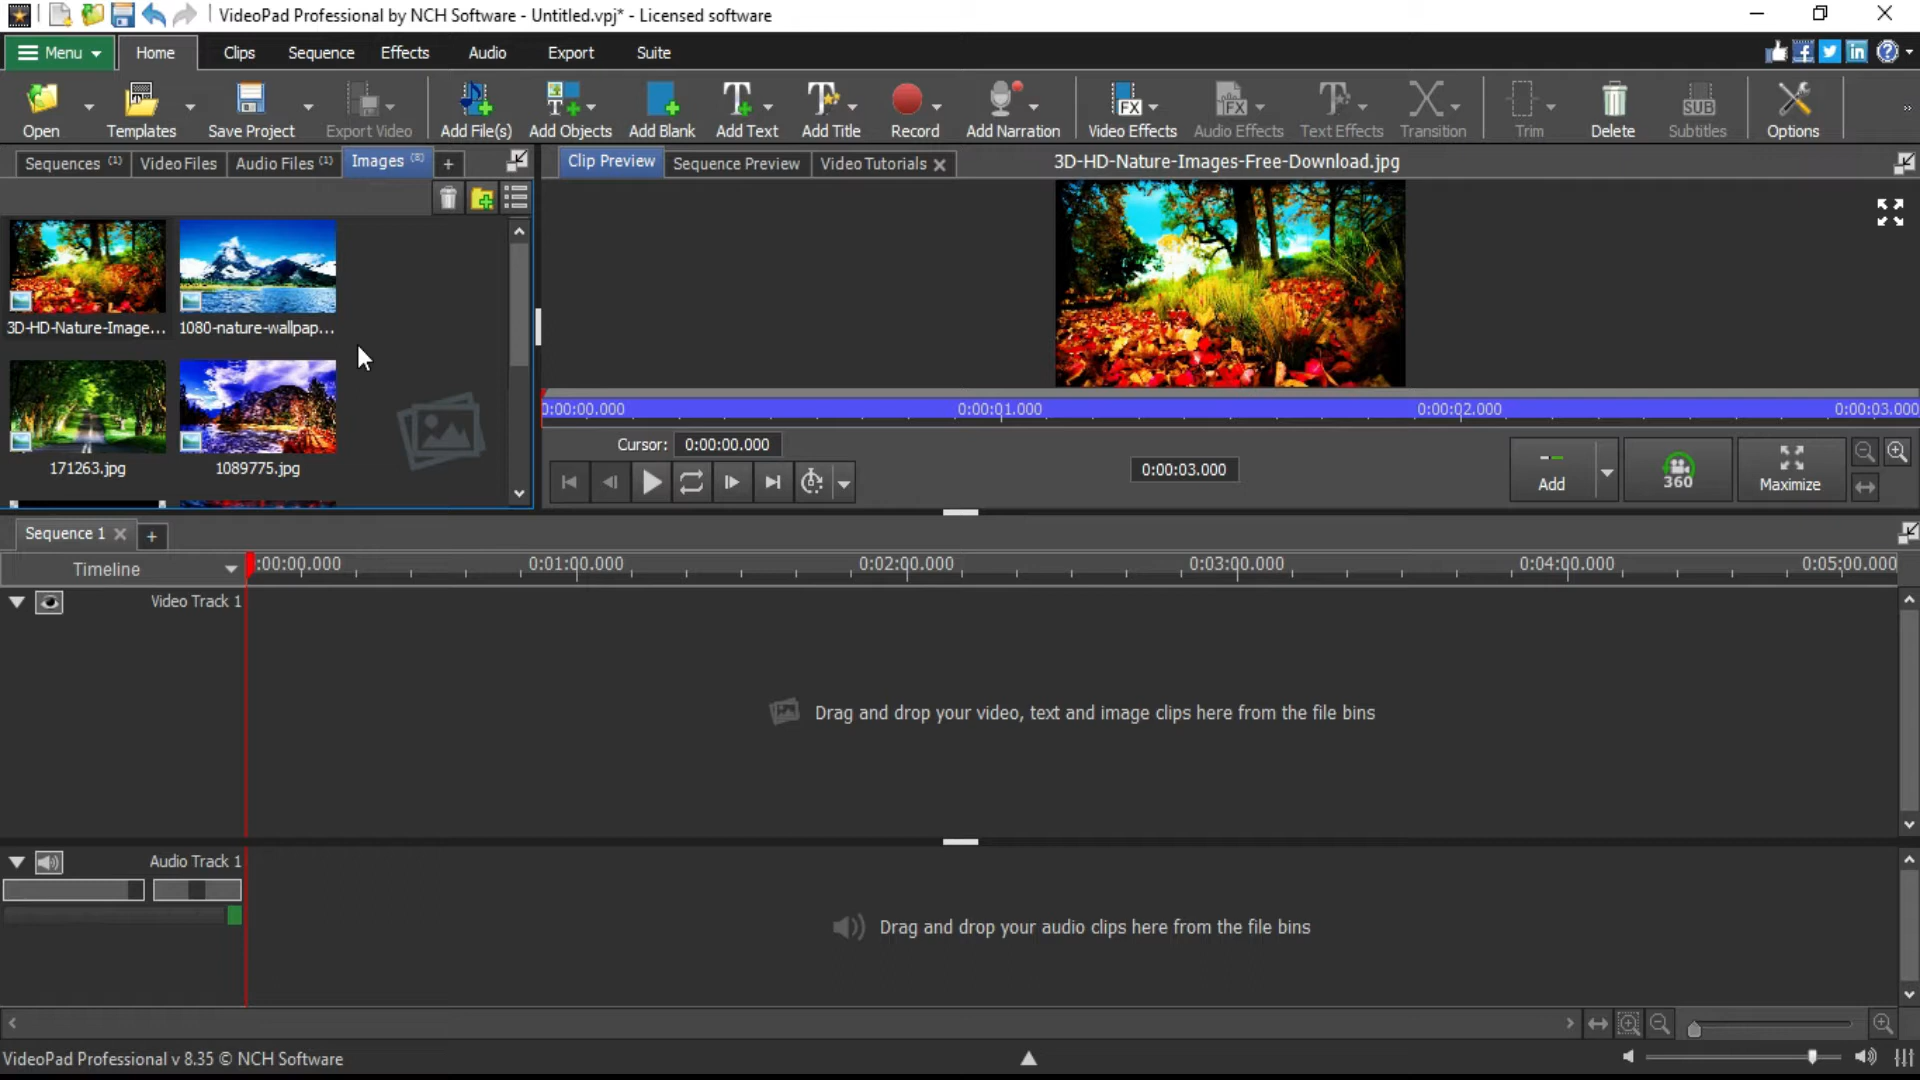 VideoPad Professional by NCH Software - Untitled.vpj* - Licensed software
Menu Home Clips Sequence Effects Audio Export Suite
Open Templates Save Project Export Video Add File(s) Add Objects Add Blank Add Text Add Title Record Add Narration Video Effects Audio Effects Text Effects Transition Trim Delete Subtitles Options
FX FX SUB
Sequences (1) Video Files Audio Files (1) Images (8) +
Clip Preview Sequence Preview Video Tutorials 3D-HD-Nature-Images-Free-Download.jpg
3D-HD-Nature-Image... 1080-nature-wallpap...
171263.jpg 1089775.jpg
0:00:00.000 0:00:01.000 0:00:02.000 0:00:03.000
Cursor: 0:00:00.000
0:00:03.000
Add 360 Maximize
Sequence 1 +
Timeline :00:00.000 0:01:00.000 0:02:00.000 0:03:00.000 0:04:00.000 0:05:00.000
Video Track 1
Drag and drop your video, text and image clips here from the file bins
Audio Track 1
Drag and drop your audio clips here from the file bins
VideoPad Professional v 8.35 © NCH Software